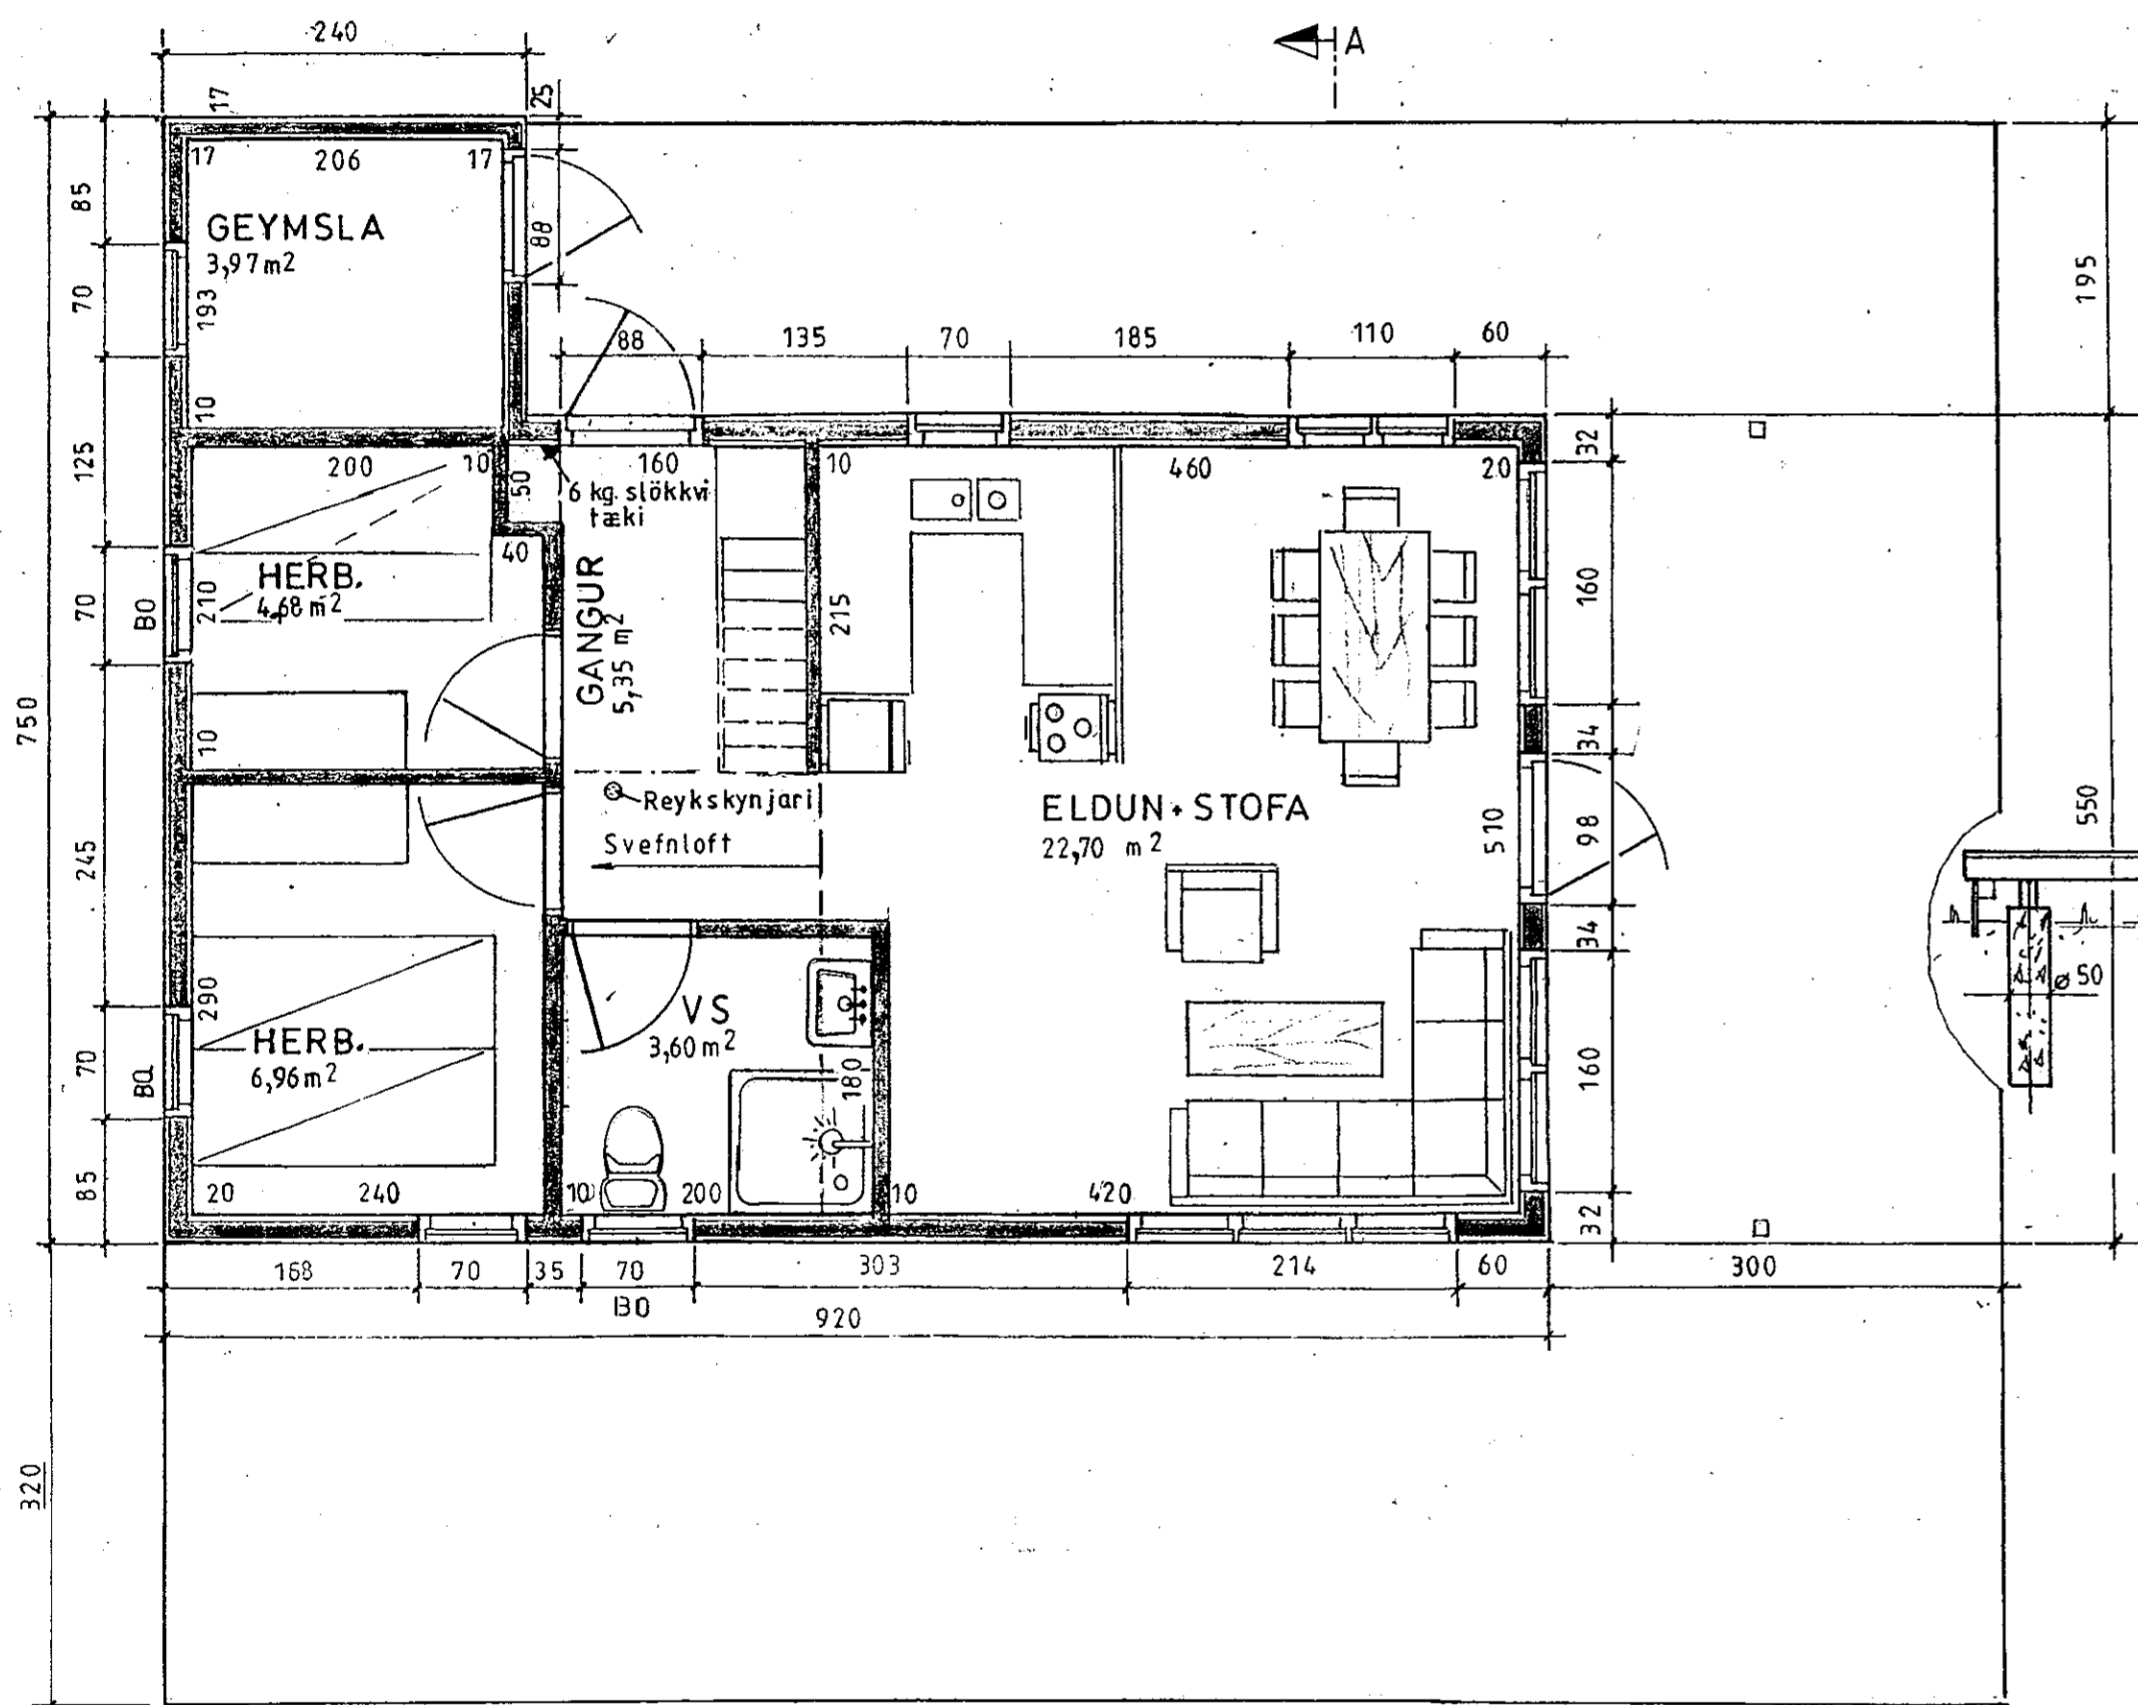 240
A
17
25
17
206
17
85
GEYMSLA
3,97 m2
88
195
70
193
88
135
70
185
110
60
10
32
125
200
10
50
160
10
460
20
6 kg. slökkvi
tæki
40
HERB.
4,68 m2
210
70
BO
GANGUR
5,35 m2
215
160
750
10
34
Reykskynjari
ELDUN + STOFA
22,70 m2
510
98
550
Svefnloft
245
34
ø 50
290
VS
3,60 m2
HERB.
6,96 m2
70
BO
180
160
85
20
240
10
200
10
420
32
168
70
35
70
303
214
60
300
BO
920
320